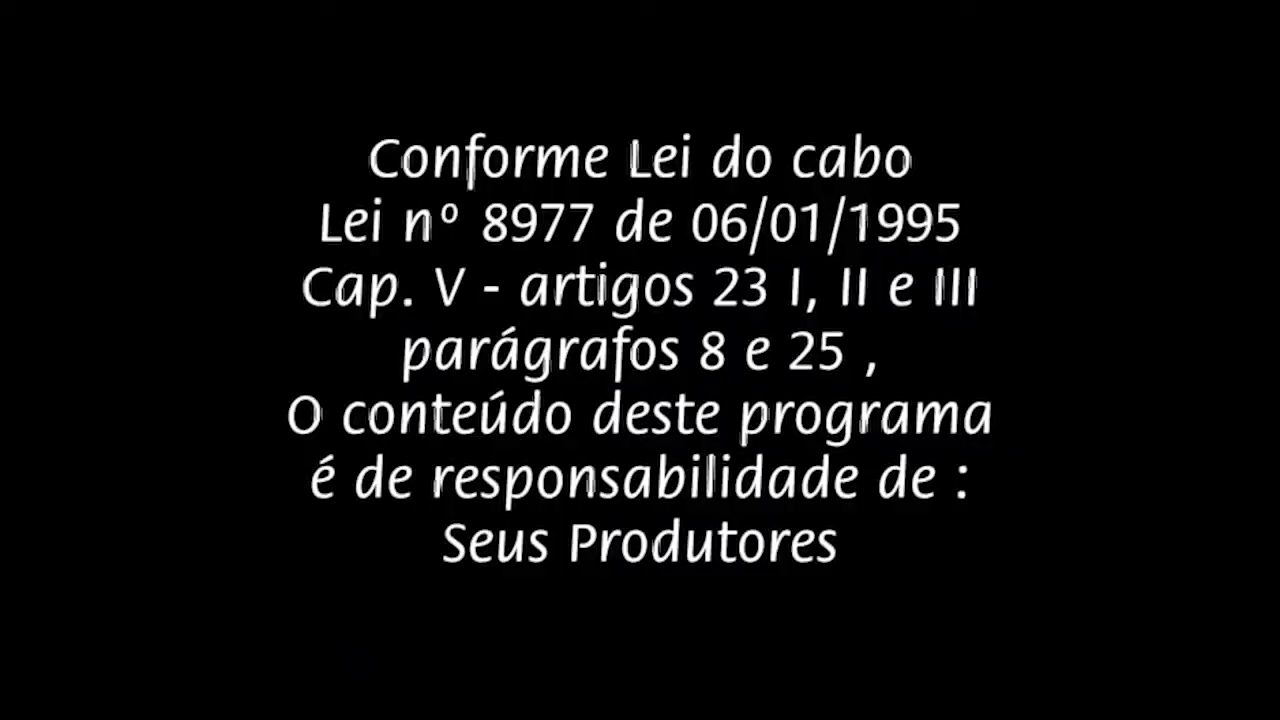 Conforme Lei do cabo
Lei nº 8977 de 06/01/1995
Cap. V - artigos 23 I, II e III
parágrafos 8 e 25 ,
O conteúdo deste programa
é de responsabilidade de :
Seus Produtores